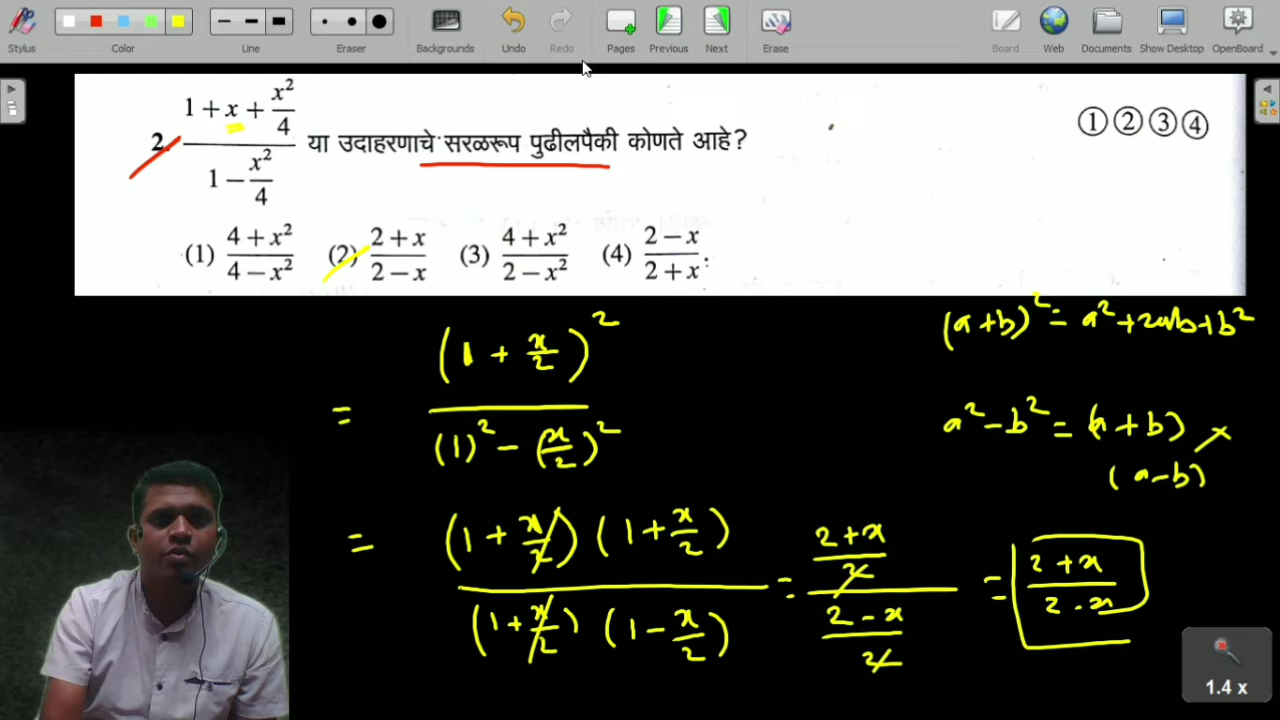 Stylus Color Line Eraser Backgrounds Undo Redo Pages Previous Next Erase Board Web Documents Show Desktop OpenBoard
2. (1 + x + x²/4) / (1 − x²/4) या उदाहरणाचे सरळरूप पुढीलपैकी कोणते आहे? ① ② ③ ④
(1) (4 + x²)/(4 − x²) (2) (2 + x)/(2 − x) (3) (4 + x²)/(2 − x²) (4) (2 − x)/(2 + x).
(a+b)² = a² + 2ab + b²
= (1 + x/2)² / ((1)² − (x/2)²)
a² − b² = (a + b) ×
(a − b)
= (1 + x/2)(1 + x/2) / ((1 + x/2)(1 − x/2)) = ((2+x)/2) / ((2−x)/2) = (2+x)/(2-x)
1.4 x